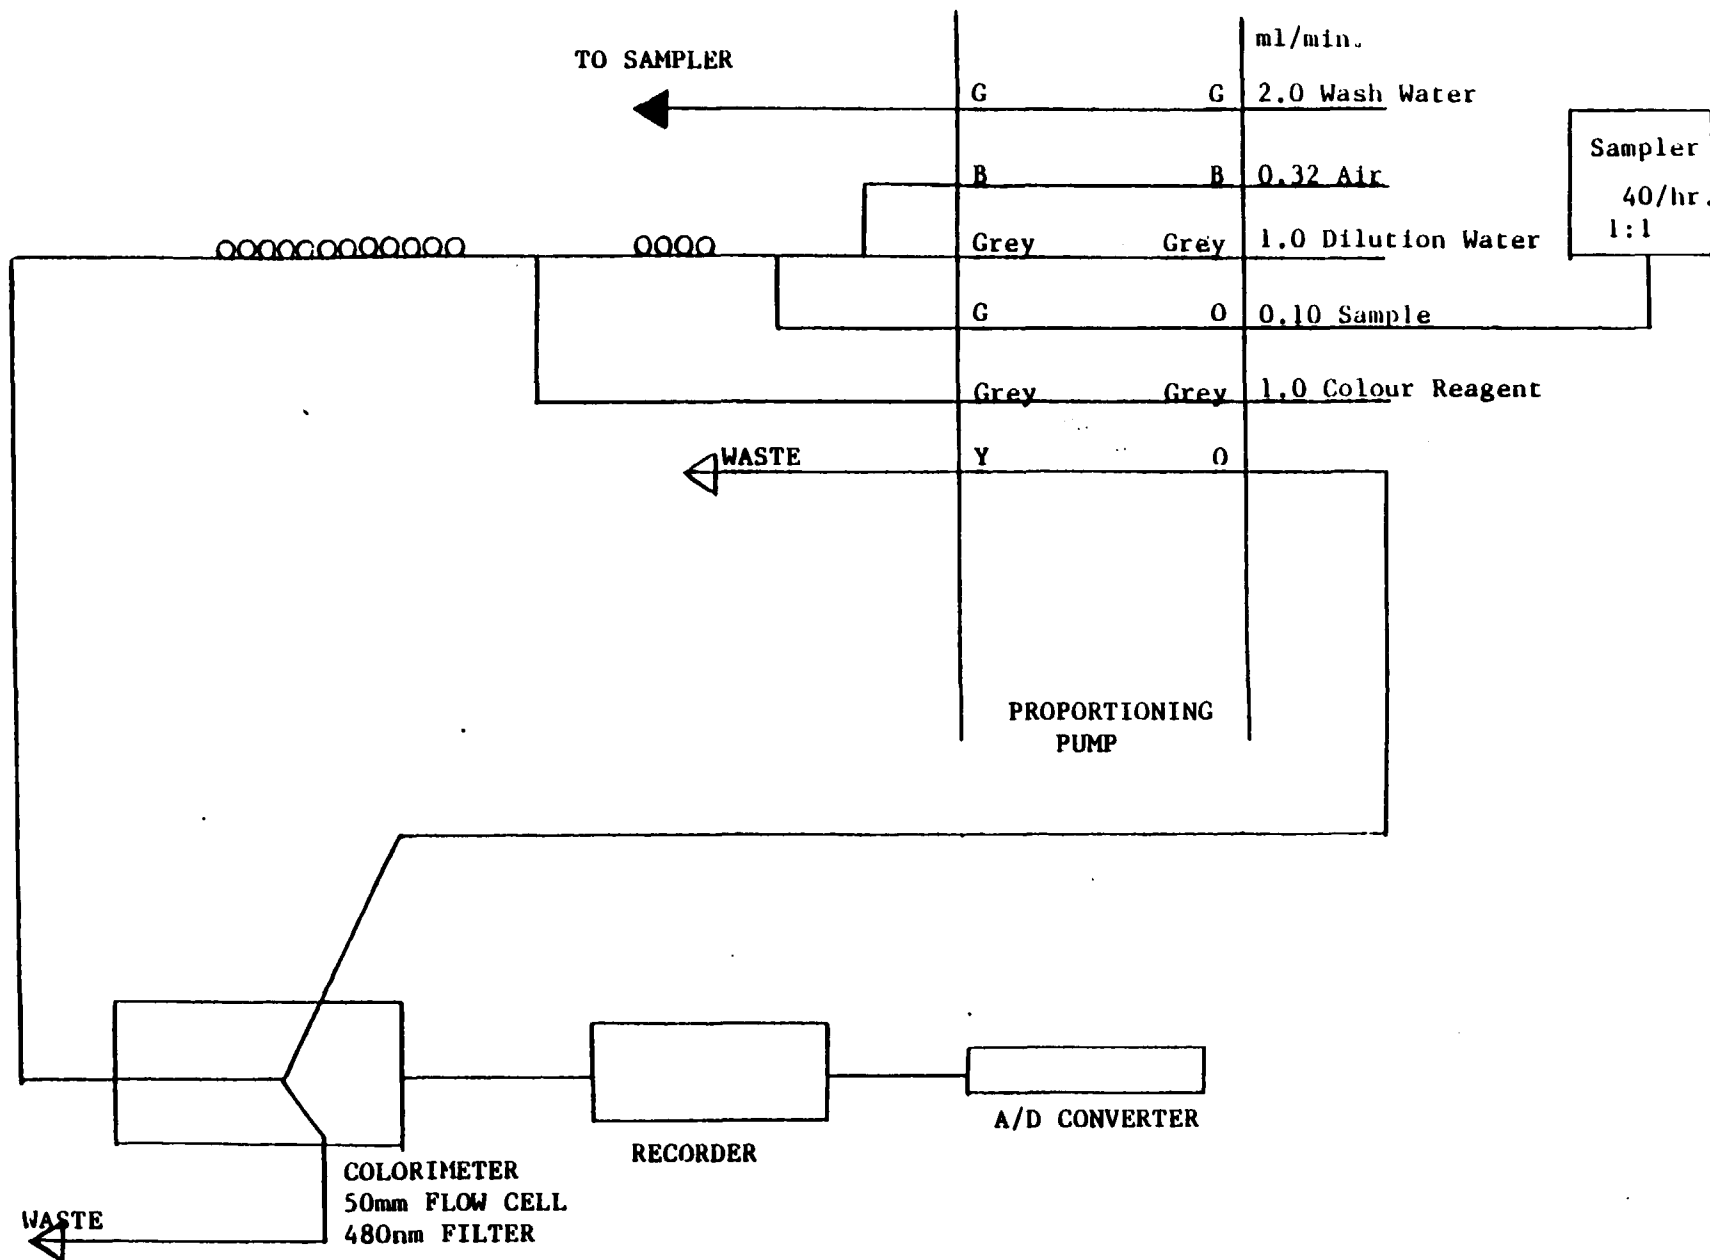 ml/min.
TO SAMPLER
G G 2.0 Wash Water
B B 0.32 Air
Grey Grey 1.0 Dilution Water
G O 0.10 Sample
Grey Grey 1.0 Colour Reagent
WASTE Y O
Sampler
40/hr.
1:1
PROPORTIONING
PUMP
A/D CONVERTER
RECORDER
COLORIMETER
50mm FLOW CELL
480nm FILTER
WASTE